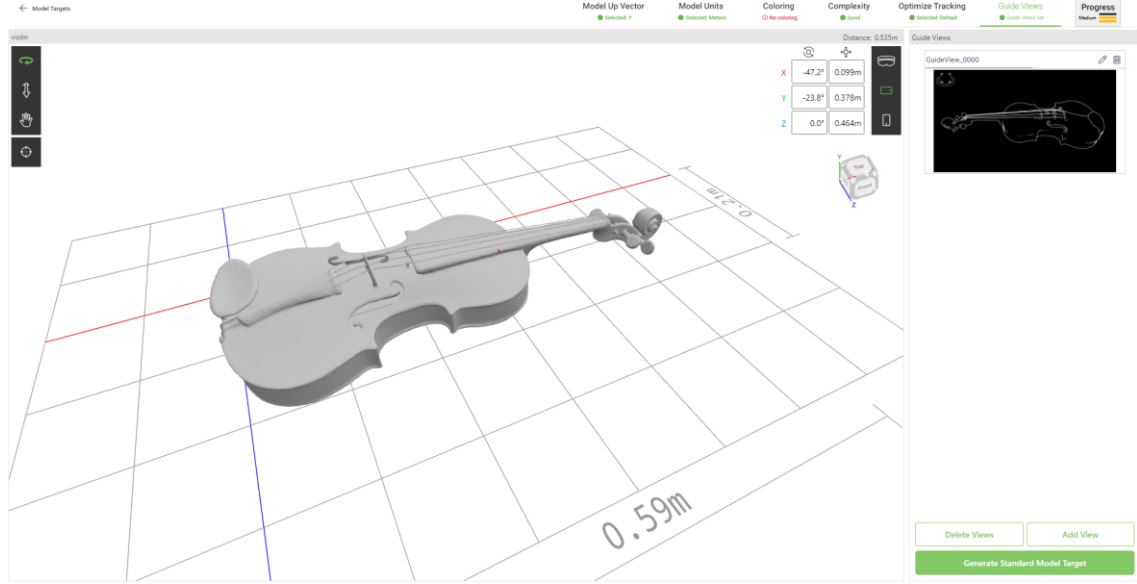 Model Targets
Model Up Vector
Selected: Y
Model Units
Selected: Meters
Coloring
No coloring
Complexity
Good
Optimize Tracking
Selected: Default
Guide Views
Guide Views set
Progress
Medium
violin
Distance: 0.535m
Guide Views
X -47.2° 0.099m
Y -23.8° 0.378m
Z 0.0° 0.464m
GuideView_0000
Y
Top
Front
Z
0.21m
0.59m
Delete Views
Add View
Generate Standard Model Target